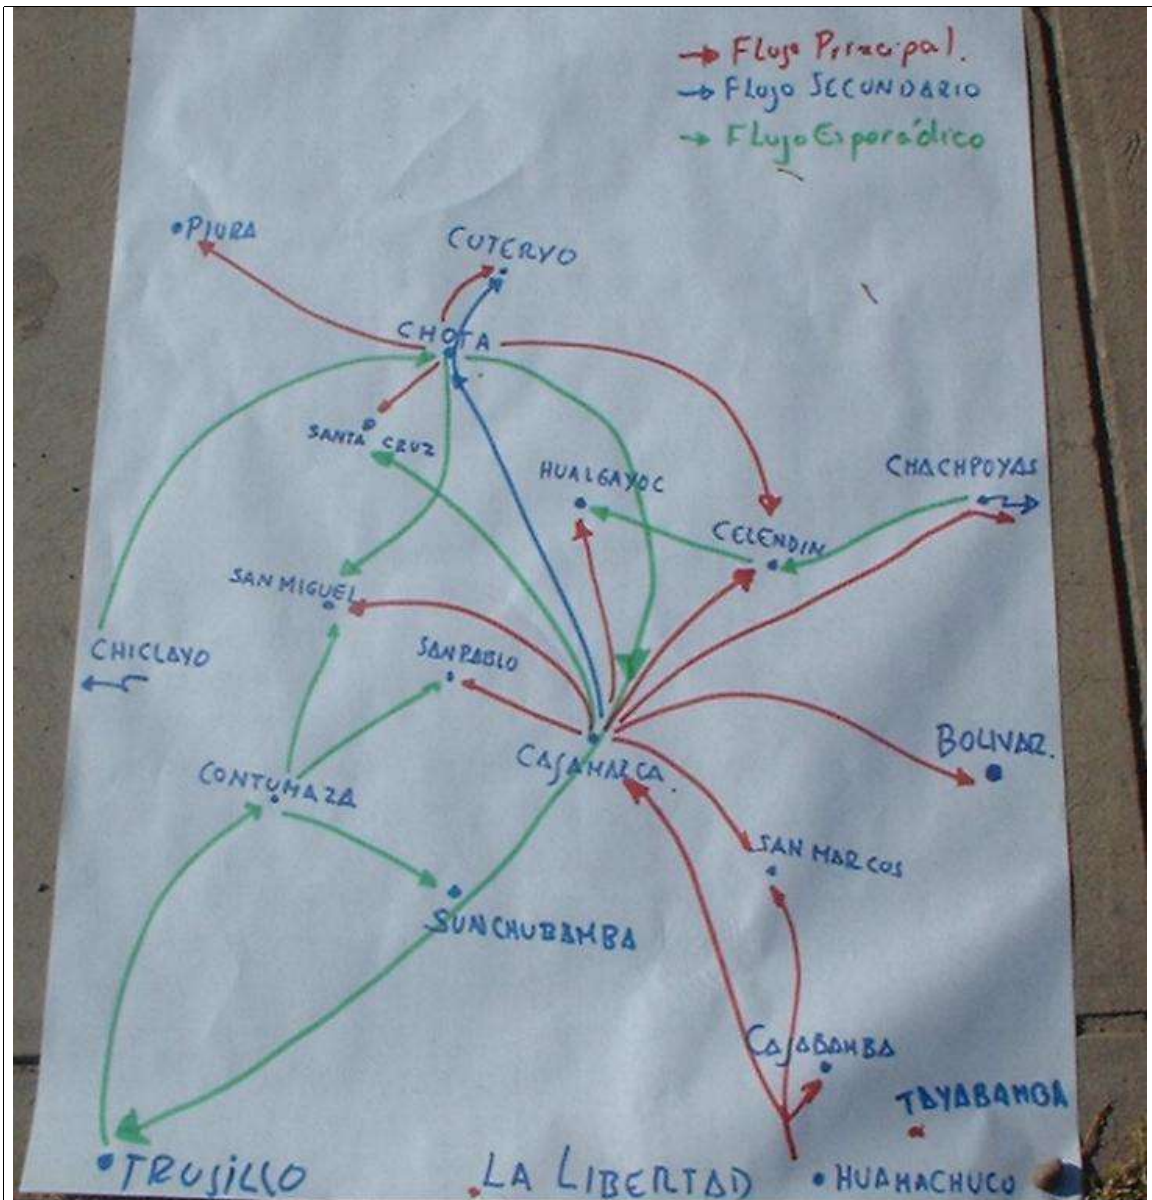 Flujo Principal.
Flujo SECUNDARIO
Flujo Esporádico
PIURA
CUTERVO
CHOTA
SANTA CRUZ
HUALGAYOC
CHACHPOYAS
CELENDIN
SAN MIGUEL
CHICLAYO
SAN PABLO
BOLIVAR.
CAJAMARCA
CONTUMAZA
SAN MARCOS
SUNCHUBAMBA
CAJABAMBA
TAYABAMBA
TRUJILLO
LA LIBERTAD
HUAMACHUCO